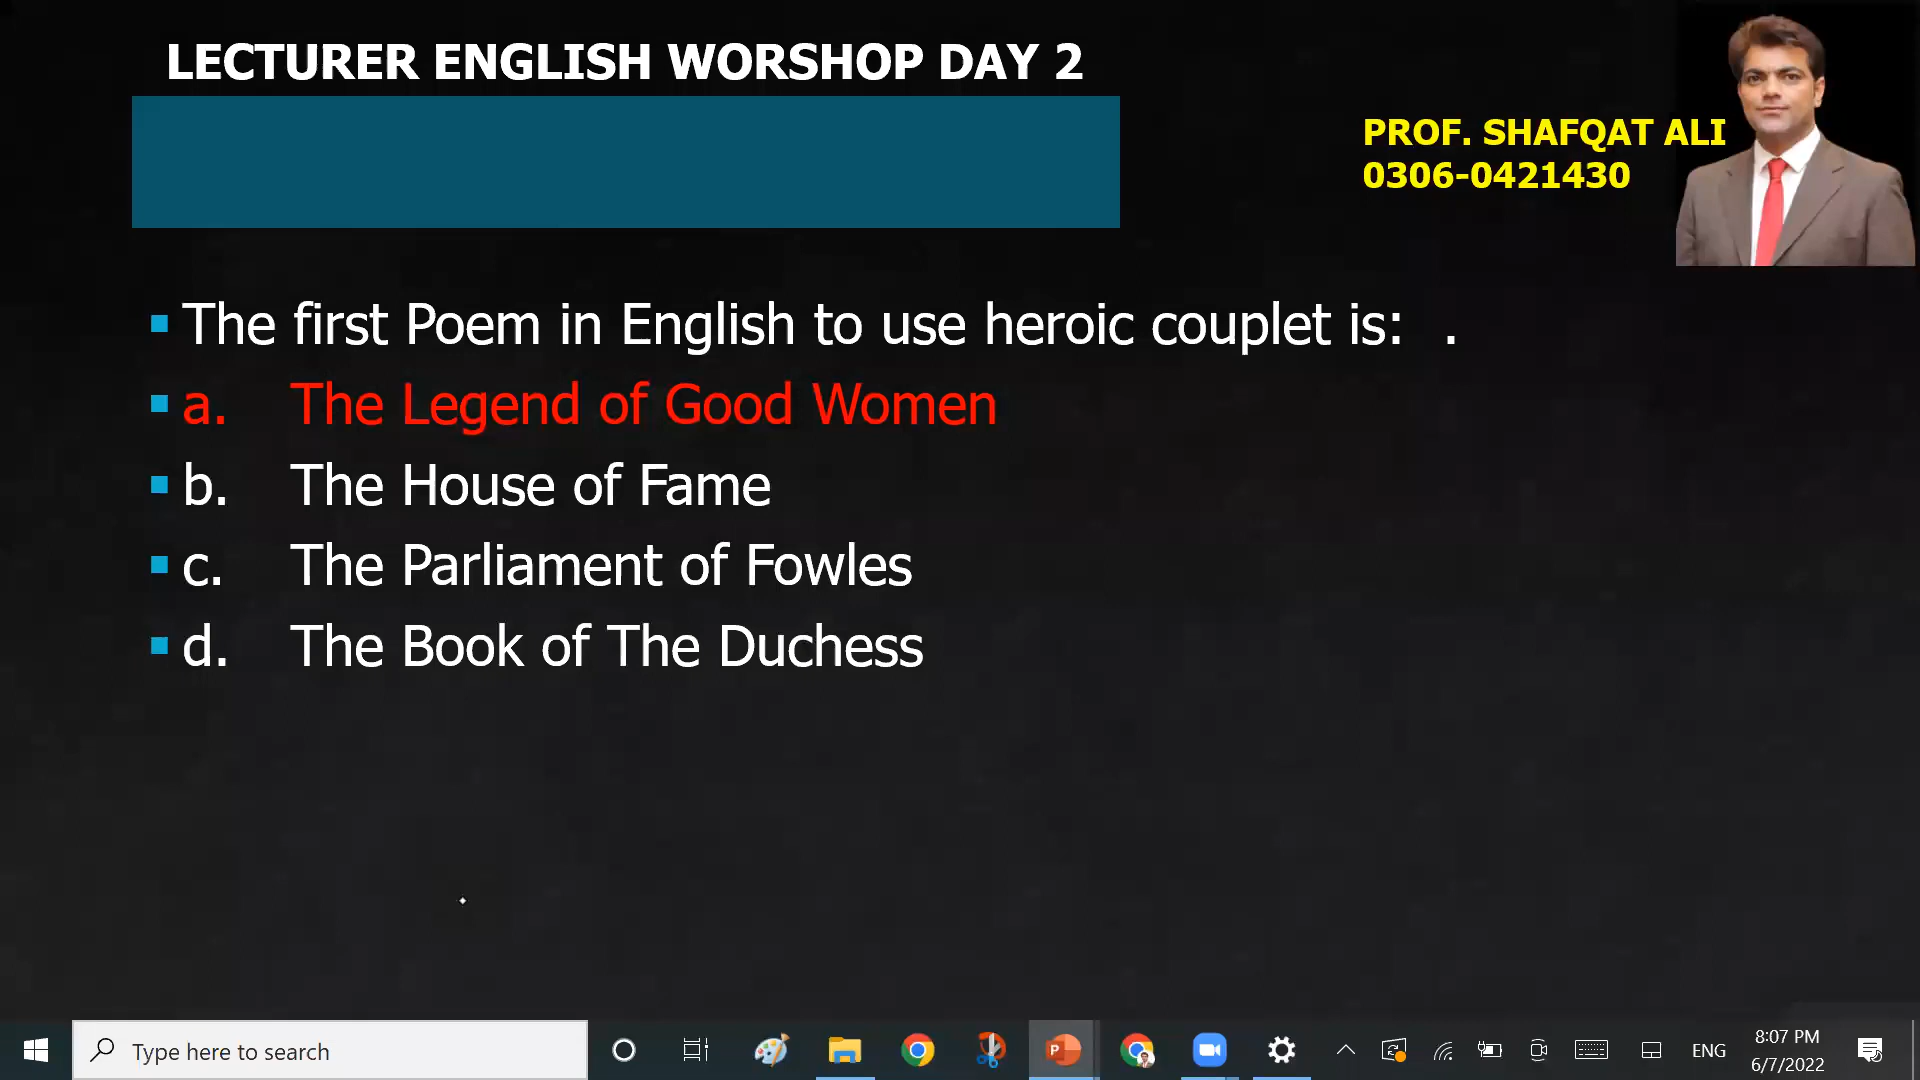 LECTURER ENGLISH WORSHOP DAY 2
PROF. SHAFQAT ALI
0306-0421430
The first Poem in English to use heroic couplet is: .
a. The Legend of Good Women
b. The House of Fame
c. The Parliament of Fowles
d. The Book of The Duchess
Type here to search
P
ENG
8:07 PM
6/7/2022